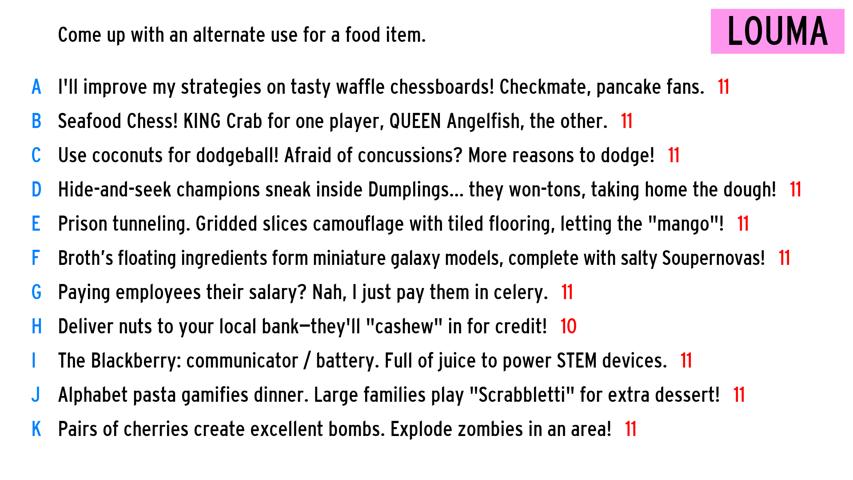 Come up with an alternate use for a food item.
LOUMA
A I'll improve my strategies on tasty waffle chessboards! Checkmate, pancake fans. 11
B Seafood Chess! KING Crab for one player, QUEEN Angelfish, the other. 11
C Use coconuts for dodgeball! Afraid of concussions? More reasons to dodge! 11
D Hide-and-seek champions sneak inside Dumplings... they won-tons, taking home the dough! 11
E Prison tunneling. Gridded slices camouflage with tiled flooring, letting the "mango"! 11
F Broth's floating ingredients form miniature galaxy models, complete with salty Soupernovas! 11
G Paying employees their salary? Nah, I just pay them in celery. 11
H Deliver nuts to your local bank—they'll "cashew" in for credit! 10
I The Blackberry: communicator / battery. Full of juice to power STEM devices. 11
J Alphabet pasta gamifies dinner. Large families play "Scrabbletti" for extra dessert! 11
K Pairs of cherries create excellent bombs. Explode zombies in an area! 11